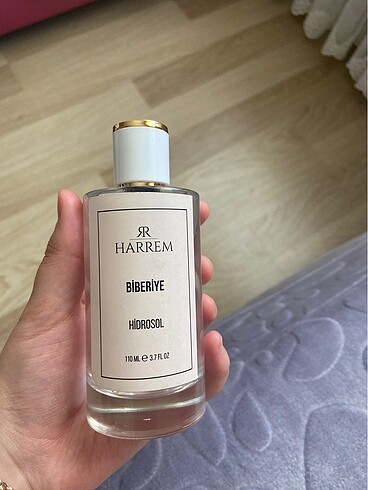 RR
HARREM
BİBERİYE
HİDROSOL
110 ML ℮ 3.7 FL OZ